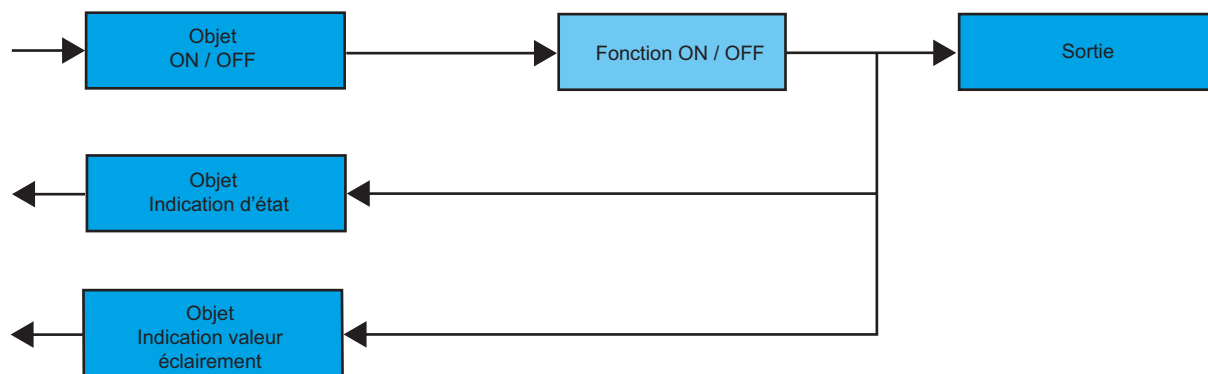 Objet
ON / OFF
Fonction ON / OFF
Sortie
Objet
Indication d’état
Objet
Indication valeur
éclairement